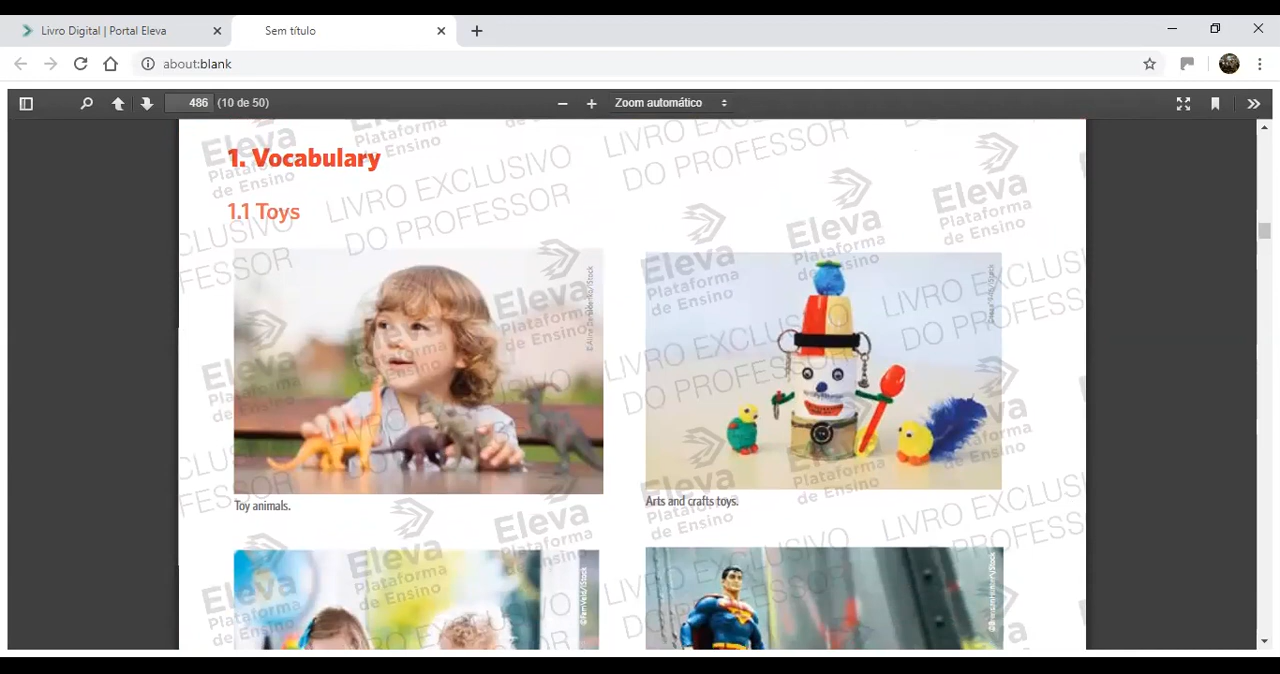 Livro Digital | Portal Eleva
Sem título
about:blank
486 (10 de 50)
Zoom automático
1. Vocabulary
1.1 Toys
Toy animals.
Arts and crafts toys.
Eleva
Plataforma
de Ensino
LIVRO EXCLUSIVO
DO PROFESSOR